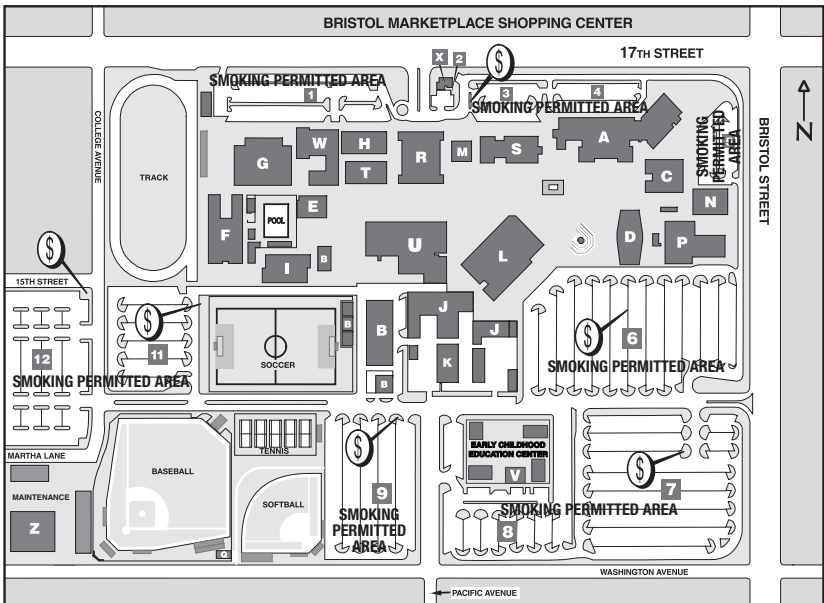 BRISTOL MARKETPLACE SHOPPING CENTER
17TH STREET
X
2
$
SMOKING PERMITTED AREA
1
3
4
SMOKING PERMITTED AREA
SMOKING
PERMITTED
AREA
N
COLLEGE AVENUE
BRISTOL STREET
TRACK
G
W
H
T
R
M
S
A
C
N
F
POOL
E
I
B
U
L
D
P
$
15TH STREET
$
11
12
SMOKING PERMITTED AREA
SOCCER
B
B
B
J
J
K
$
6
SMOKING PERMITTED AREA
MARTHA LANE
MAINTENANCE
Z
BASEBALL
TENNIS
SOFTBALL
Q
$
9
SMOKING
PERMITTED
AREA
EARLY CHILDHOOD
EDUCATION CENTER
V
$
7
SMOKING PERMITTED AREA
8
WASHINGTON AVENUE
PACIFIC AVENUE